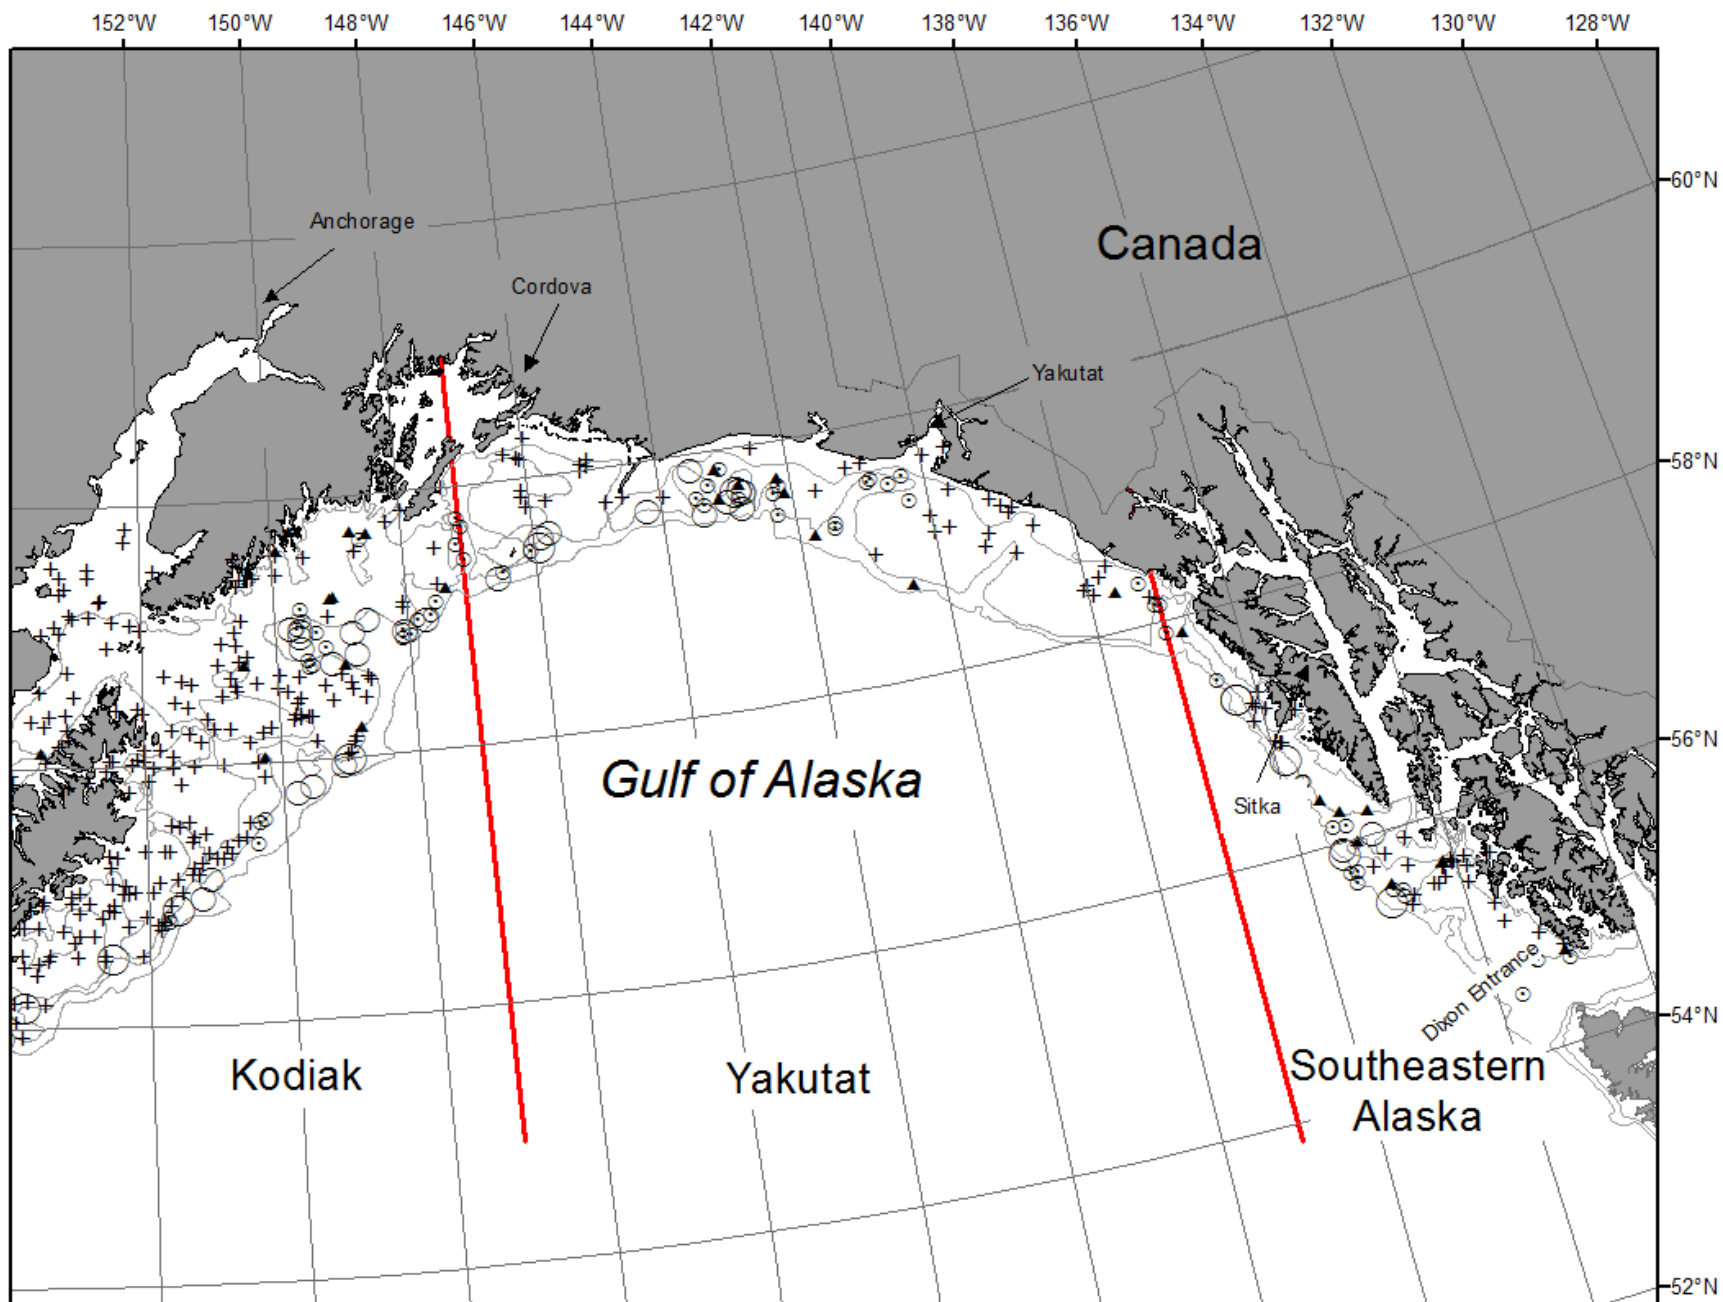 152°W 150°W 148°W 146°W 144°W 142°W 140°W 138°W 136°W 134°W 132°W 130°W 128°W
60°N
Anchorage
Canada
Cordova
Yakutat
58°N
56°N
Gulf of Alaska
Sitka
Dixon Entrance
54°N
Kodiak
Yakutat
Southeastern
Alaska
52°N